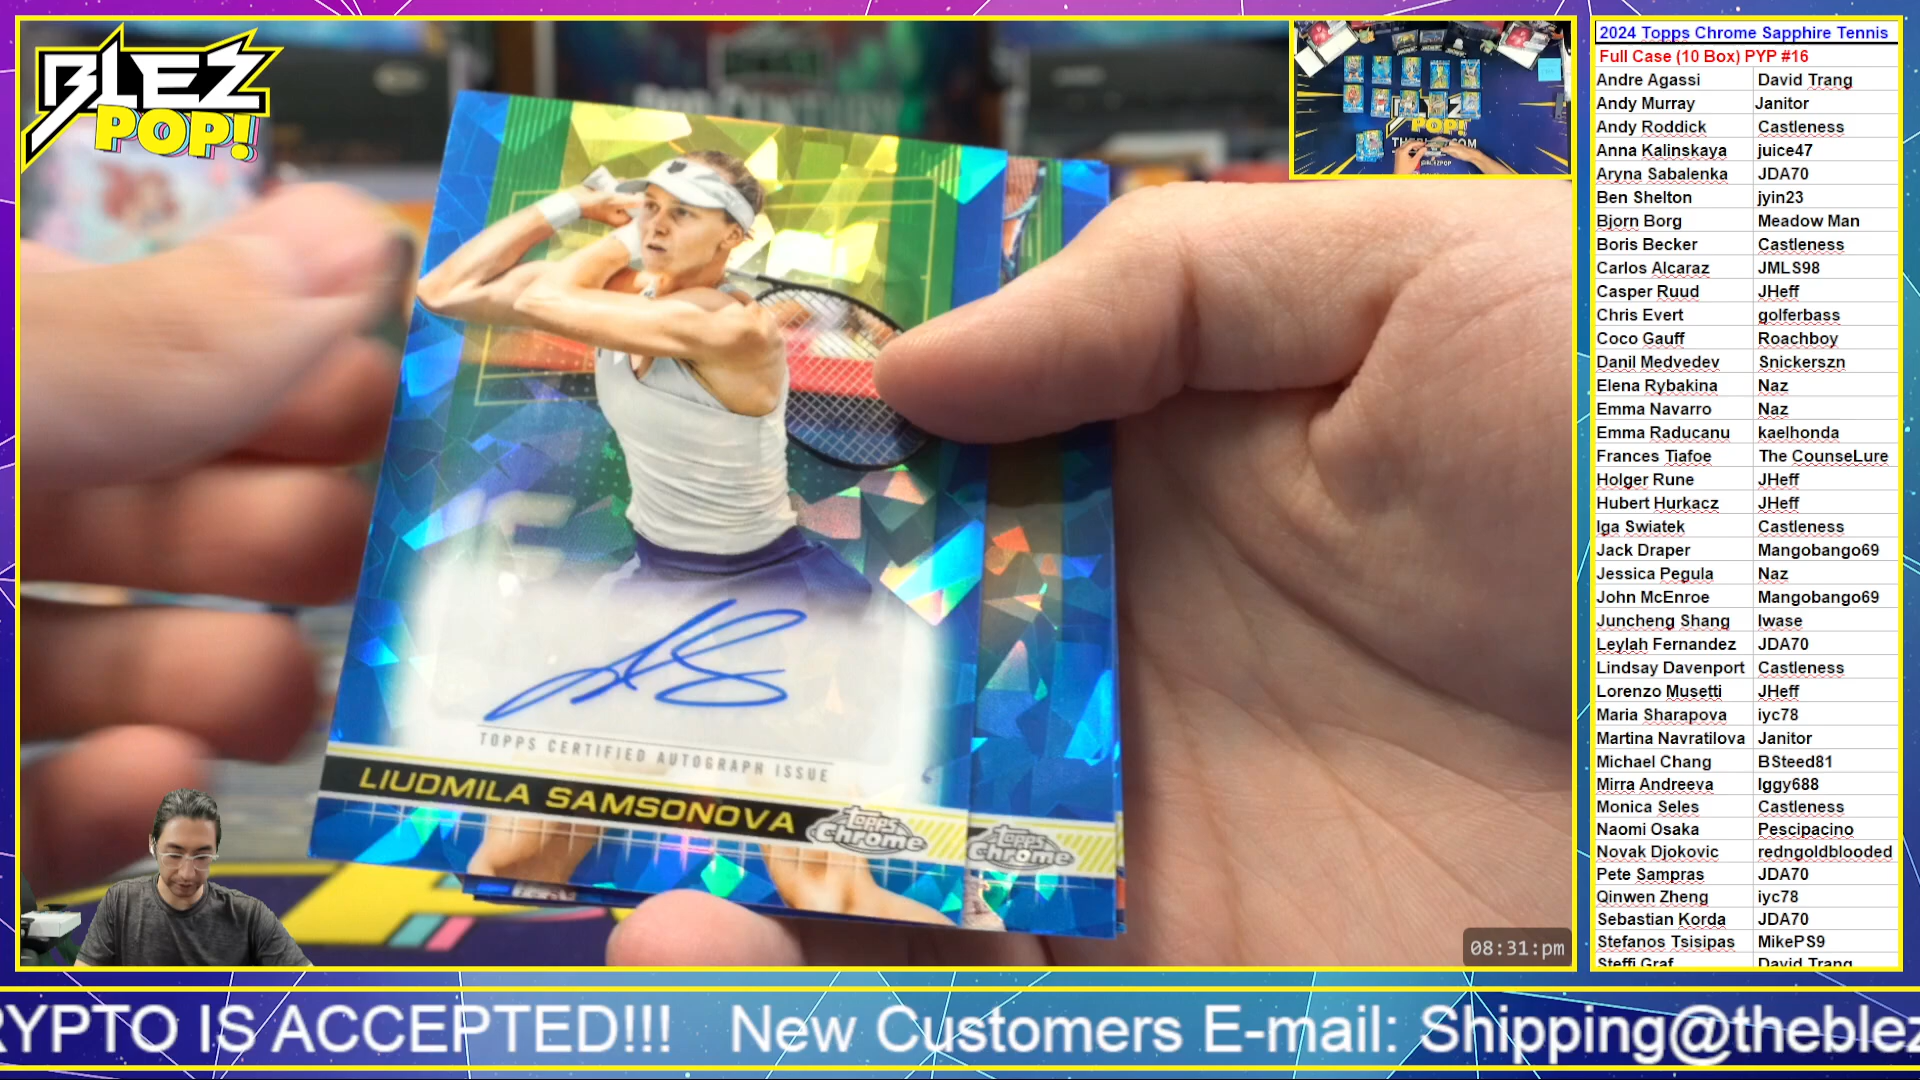 BLEZ
POP!
LIUDMILA SAMSONOVA
TOPPS CERTIFIED AUTOGRAPH ISSUE
Topps
Chrome
Topps
Chrome
POP!
08:31:pm
2024 Topps Chrome Sapphire Tennis
Full Case (10 Box) PYP #16
Andre Agassi David Trang
Andy Murray Janitor
Andy Roddick Castleness
Anna Kalinskaya juice47
Aryna Sabalenka JDA70
Ben Shelton jyin23
Bjorn Borg Meadow Man
Boris Becker Castleness
Carlos Alcaraz JMLS98
Casper Ruud JHeff
Chris Evert golferbass
Coco Gauff Roachboy
Danil Medvedev Snickerszn
Elena Rybakina Naz
Emma Navarro Naz
Emma Raducanu kaelhonda
Frances Tiafoe The CounseLure
Holger Rune JHeff
Hubert Hurkacz JHeff
Iga Swiatek Castleness
Jack Draper Mangobango69
Jessica Pegula Naz
John McEnroe Mangobango69
Juncheng Shang Iwase
Leylah Fernandez JDA70
Lindsay Davenport Castleness
Lorenzo Musetti JHeff
Maria Sharapova iyc78
Martina Navratilova Janitor
Michael Chang BSteed81
Mirra Andreeva Iggy688
Monica Seles Castleness
Naomi Osaka Pescipacino
Novak Djokovic redngoldblooded
Pete Sampras JDA70
Qinwen Zheng iyc78
Sebastian Korda JDA70
Stefanos Tsisipas MikePS9
Steffi Graf David Trang
RYPTO IS ACCEPTED!!! New Customers E-mail: Shipping@theblez